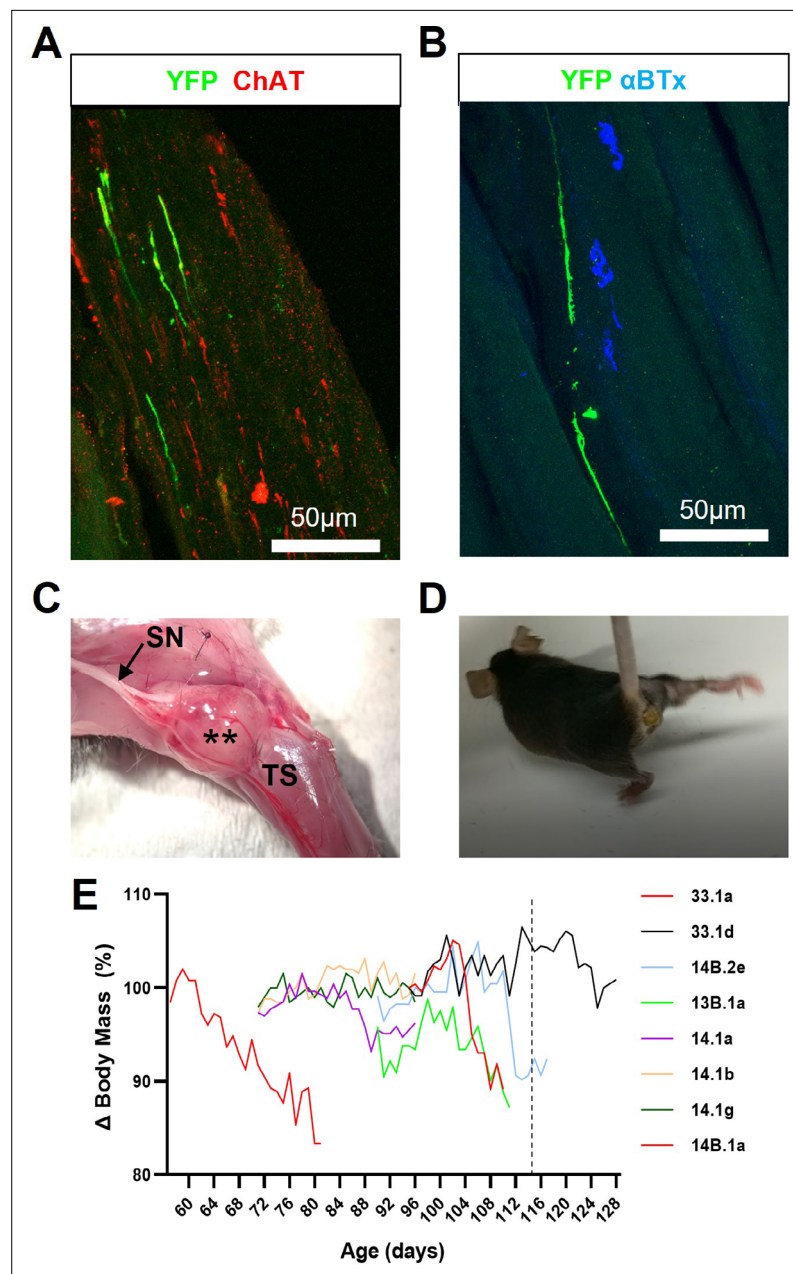 A
YFP ChAT
50µm
B
YFP αBTx
50µm
C
SN
**
TS
D
E
Δ Body Mass (%)
110
100
90
80
60 64 68 72 76 80 84 88 92 96 100 104 108 112 116 120 124 128
Age (days)
33.1a
33.1d
14B.2e
13B.1a
14.1a
14.1b
14.1g
14B.1a